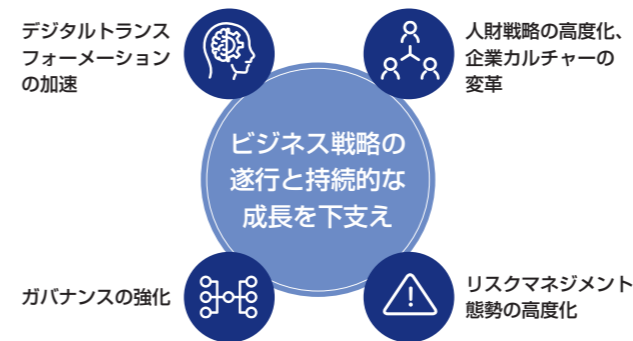 デジタルトランス
フォーメーション
の加速
人財戦略の高度化、
企業カルチャーの
変革
ビジネス戦略の
遂行と持続的な
成長を下支え
ガバナンスの強化
リスクマネジメント
態勢の高度化